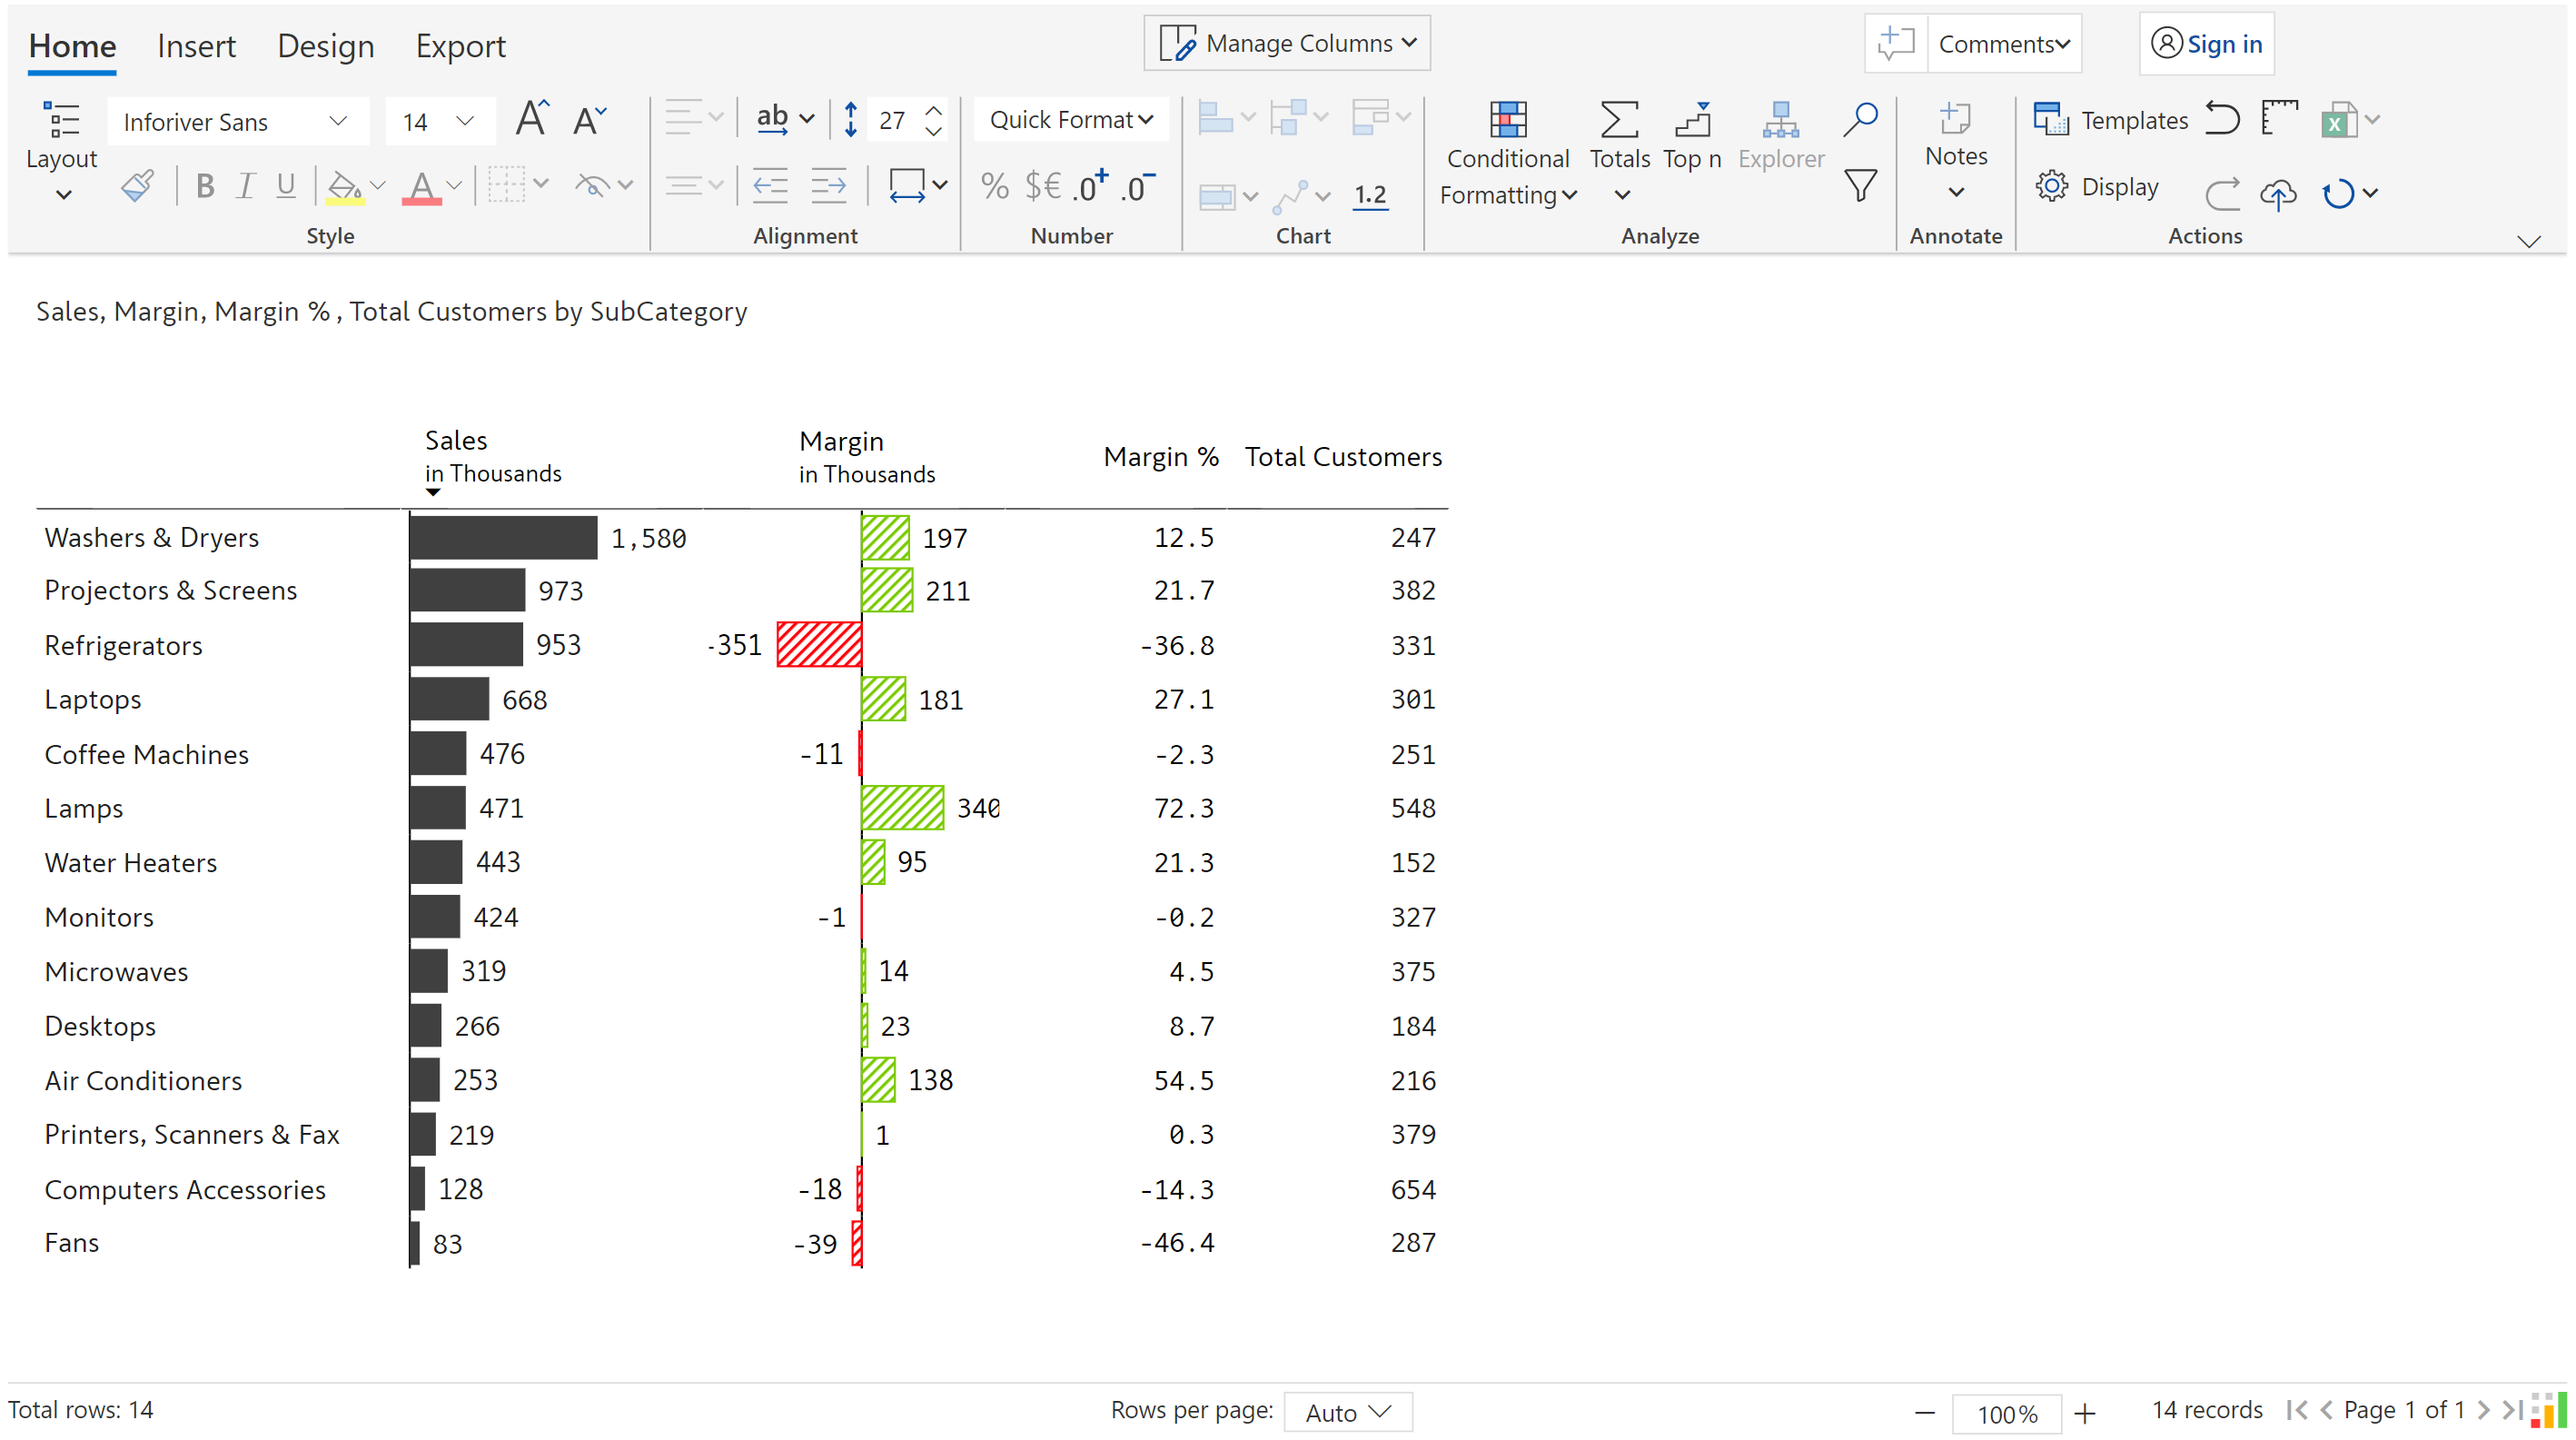 Home Insert Design Export Manage Columns Comments Sign in
Inforiver Sans 14 ab 27 Quick Format Templates
Layout Conditional Totals Top n Explorer Notes
B I U A % $€ .0+ .0- 1.2 Formatting Display
Style Alignment Number Chart Analyze Annotate Actions
Sales, Margin, Margin %, Total Customers by SubCategory
Sales Margin Margin % Total Customers
in Thousands in Thousands
Washers & Dryers 1,580 197 12.5 247
Projectors & Screens 973 211 21.7 382
Refrigerators 953 -351 -36.8 331
Laptops 668 181 27.1 301
Coffee Machines 476 -11 -2.3 251
Lamps 471 340 72.3 548
Water Heaters 443 95 21.3 152
Monitors 424 -1 -0.2 327
Microwaves 319 14 4.5 375
Desktops 266 23 8.7 184
Air Conditioners 253 138 54.5 216
Printers, Scanners & Fax 219 1 0.3 379
Computers Accessories 128 -18 -14.3 654
Fans 83 -39 -46.4 287
Total rows: 14 Rows per page: Auto 100% 14 records Page 1 of 1